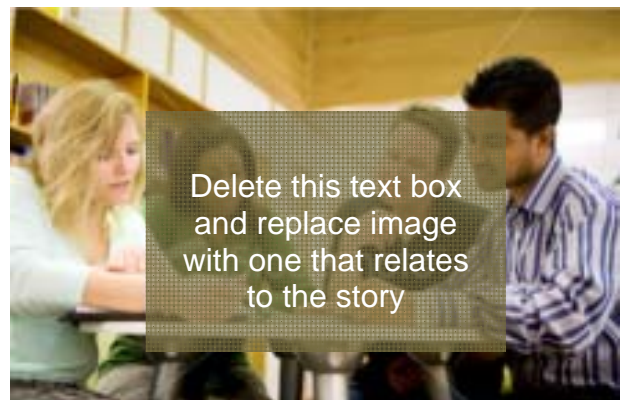 Delete this text box
and replace image
with one that relates
to the story